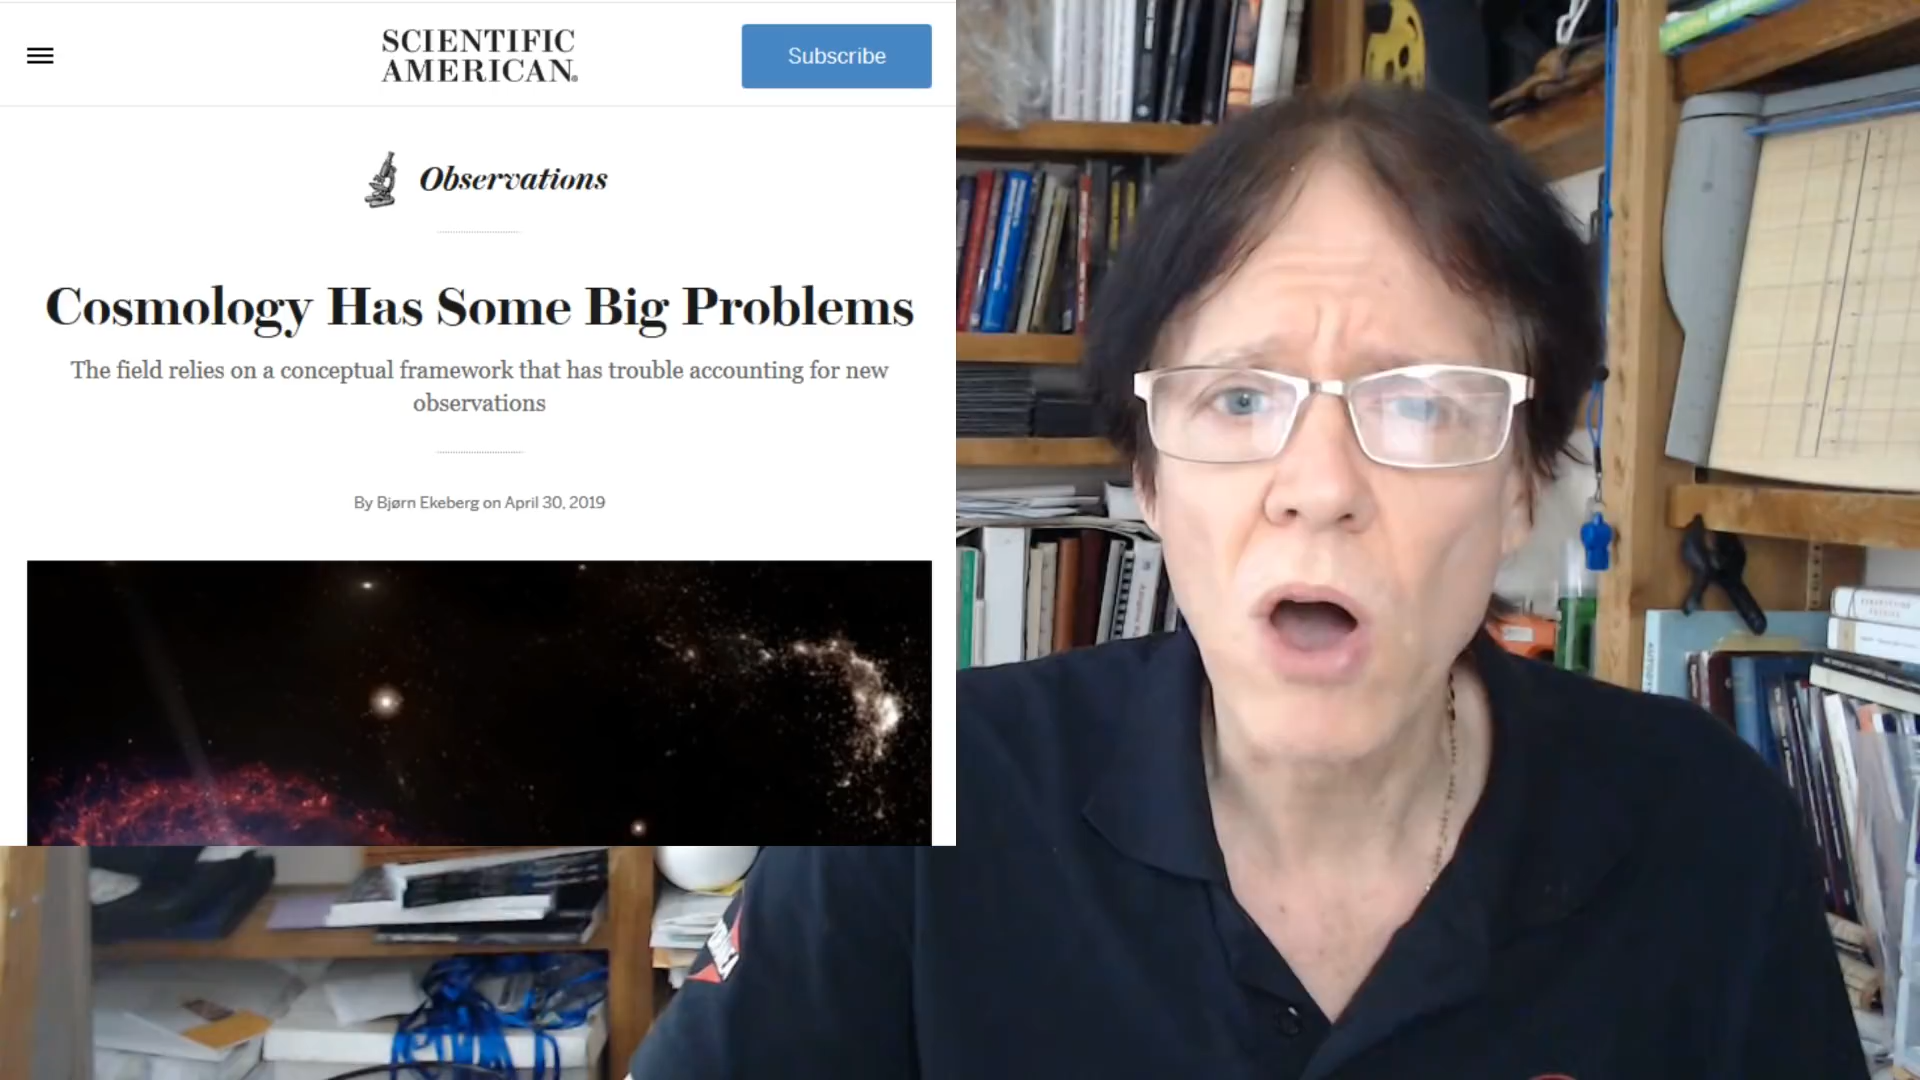 SCIENTIFIC
AMERICAN®
Subscribe
Observations
Cosmology Has Some Big Problems
The field relies on a conceptual framework that has trouble accounting for new
observations
By Bjørn Ekeberg on April 30, 2019